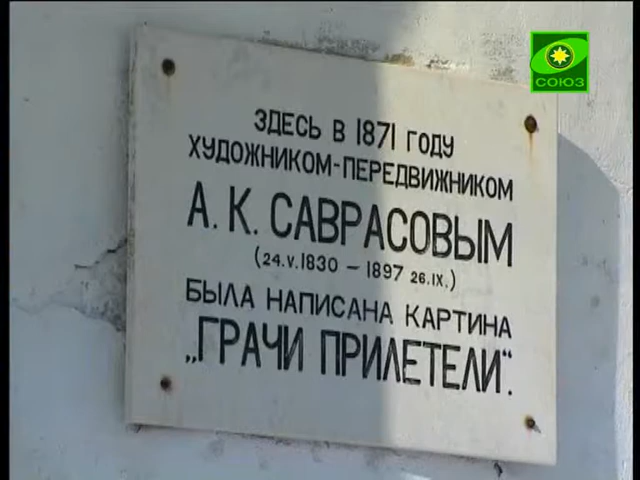 СОЮЗ
ЗДЕСЬ В 1871 ГОДУ
ХУДОЖНИКОМ-ПЕРЕДВИЖНИКОМ
А. К. САВРАСОВЫМ
(24.V.1830 – 1897 26.IX.)
БЫЛА НАПИСАНА КАРТИНА
„ГРАЧИ ПРИЛЕТЕЛИ“.